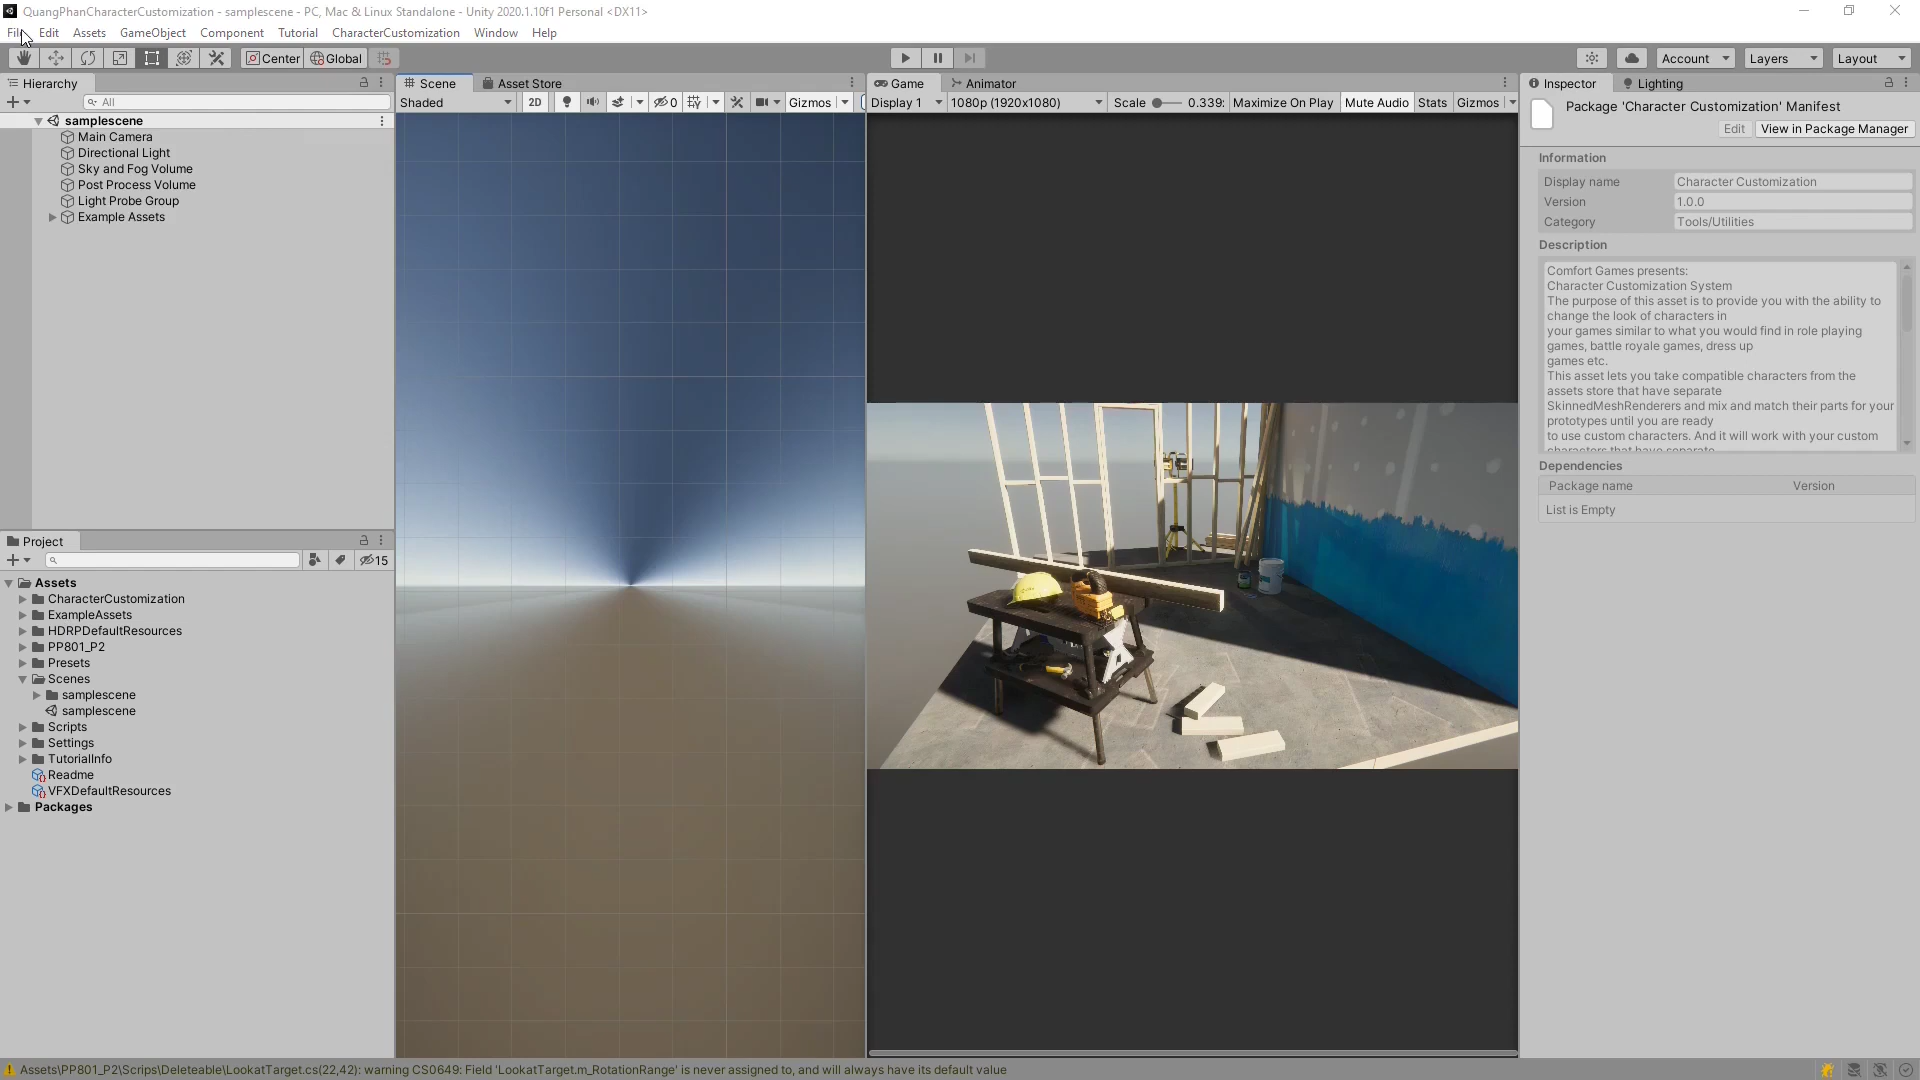 QuangPhanCharacterCustomization - samplescene - PC, Mac & Linux Standalone - Unity 2020.1.10f1 Personal <DX11>
File Edit Assets GameObject Component Tutorial CharacterCustomization Window Help
Center Global Account Layers Layout
Hierarchy
All
samplescene
Main Camera
Directional Light
Sky and Fog Volume
Post Process Volume
Light Probe Group
Example Assets
Project
15
Assets
CharacterCustomization
ExampleAssets
HDRPDefaultResources
PP801_P2
Presets
Scenes
samplescene
samplescene
Scripts
Settings
TutorialInfo
Readme
VFXDefaultResources
Packages
Scene Asset Store
Shaded 2D 0 Gizmos
Game Animator
Display 1 1080p (1920x1080) Scale 0.339: Maximize On Play Mute Audio Stats Gizmos
Inspector Lighting
Package 'Character Customization' Manifest
Edit View in Package Manager
Information
Display name Character Customization
Version 1.0.0
Category Tools/Utilities
Description
Comfort Games presents:
Character Customization System
The purpose of this asset is to provide you with the ability to
change the look of characters in
your games similar to what you would find in role playing
games, battle royale games, dress up
games etc.
This asset lets you take compatible characters from the
assets store that have separate
SkinnedMeshRenderers and mix and match their parts for your
prototypes until you are ready
to use custom characters. And it will work with your custom
characters that have separate
Dependencies
Package name Version
List is Empty
Assets\PP801_P2\Scrips\Deleteable\LookatTarget.cs(22,42): warning CS0649: Field 'LookatTarget.m_RotationRange' is never assigned to, and will always have its default value